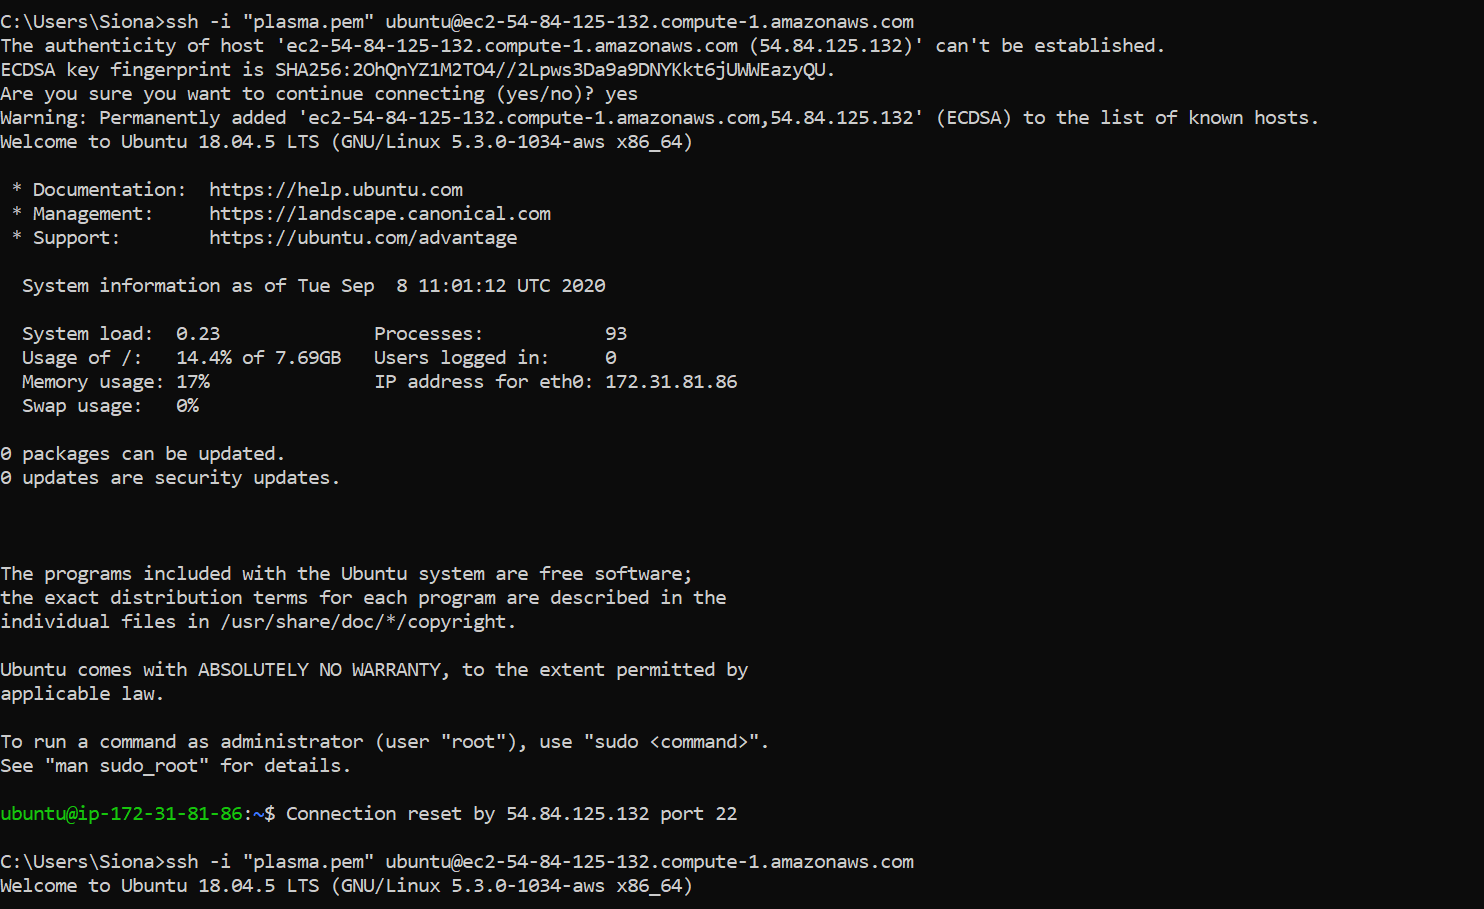 C:\Users\Siona>ssh -i "plasma.pem" ubuntu@ec2-54-84-125-132.compute-1.amazonaws.com
The authenticity of host 'ec2-54-84-125-132.compute-1.amazonaws.com (54.84.125.132)' can't be established.
ECDSA key fingerprint is SHA256:2OhQnYZ1M2TO4//2Lpws3Da9a9DNYKkt6jUWWEazyQU.
Are you sure you want to continue connecting (yes/no)? yes
Warning: Permanently added 'ec2-54-84-125-132.compute-1.amazonaws.com,54.84.125.132' (ECDSA) to the list of known hosts.
Welcome to Ubuntu 18.04.5 LTS (GNU/Linux 5.3.0-1034-aws x86_64)

 * Documentation:  https://help.ubuntu.com
 * Management:     https://landscape.canonical.com
 * Support:        https://ubuntu.com/advantage

  System information as of Tue Sep  8 11:01:12 UTC 2020

  System load:  0.23              Processes:           93
  Usage of /:   14.4% of 7.69GB   Users logged in:     0
  Memory usage: 17%               IP address for eth0: 172.31.81.86
  Swap usage:   0%

0 packages can be updated.
0 updates are security updates.

The programs included with the Ubuntu system are free software;
the exact distribution terms for each program are described in the
individual files in /usr/share/doc/*/copyright.

Ubuntu comes with ABSOLUTELY NO WARRANTY, to the extent permitted by
applicable law.

To run a command as administrator (user "root"), use "sudo <command>".
See "man sudo_root" for details.

ubuntu@ip-172-31-81-86:~$ Connection reset by 54.84.125.132 port 22

C:\Users\Siona>ssh -i "plasma.pem" ubuntu@ec2-54-84-125-132.compute-1.amazonaws.com
Welcome to Ubuntu 18.04.5 LTS (GNU/Linux 5.3.0-1034-aws x86_64)